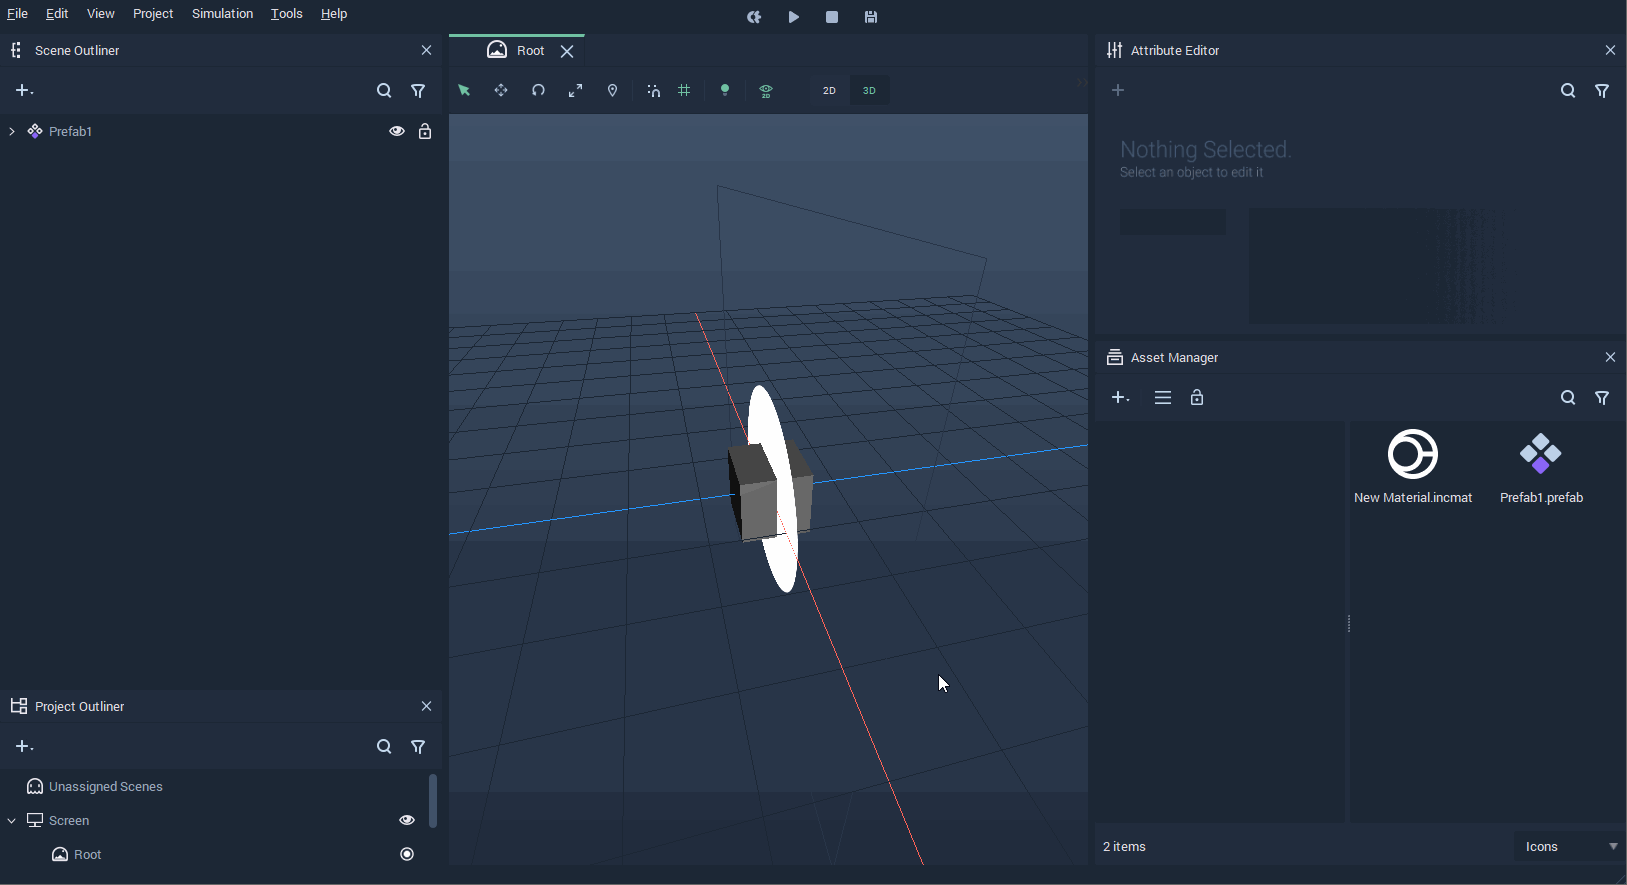 File Edit View Project Simulation Tools Help
Scene Outliner
Prefab1
Project Outliner
Unassigned Scenes
Screen
Root
Root
2D
2D 3D
Attribute Editor
Nothing Selected.
Select an object to edit it
Asset Manager
New Material.incmat Prefab1.prefab
2 items Icons